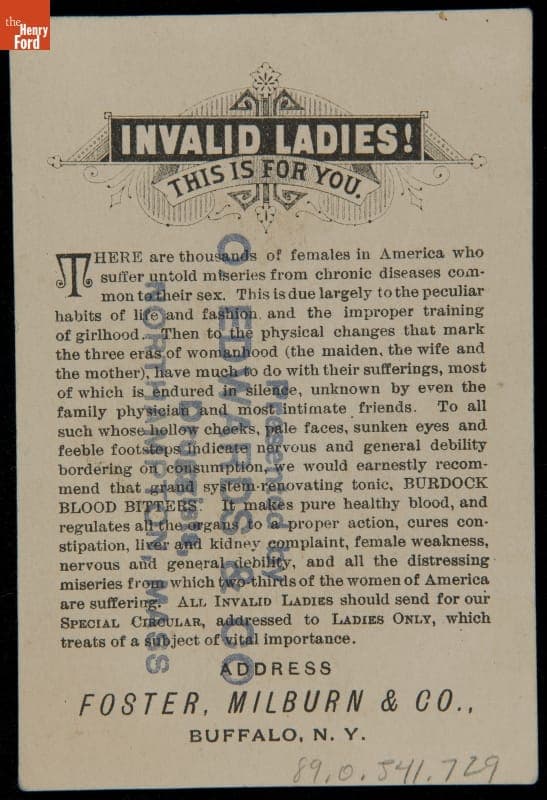 the
Henry
Ford
INVALID LADIES!
THIS IS FOR YOU.
THERE are thousands of females in America who
suffer untold miseries from chronic diseases com-
mon to their sex. This is due largely to the peculiar
habits of life and fashion and the improper training
of girlhood. Then to the physical changes that mark
the three eras of womanhood (the maiden, the wife and
the mother), have much to do with their sufferings, most
of which is endured in silence, unknown by even the
family physician and most intimate friends. To all
such whose hollow cheeks, pale faces, sunken eyes and
feeble footsteps indicate nervous and general debility
bordering on consumption, we would earnestly recom-
mend that grand system-renovating tonic, BURDOCK
BLOOD BITTERS. It makes pure healthy blood, and
regulates all the organs to a proper action, cures con-
stipation, liver and kidney complaint, female weakness,
nervous and general debility, and all the distressing
miseries from which two-thirds of the women of America
are suffering. ALL INVALID LADIES should send for our
SPECIAL CIRCULAR, addressed to LADIES ONLY, which
treats of a subject of vital importance.
ADDRESS
FOSTER, MILBURN & CO.,
BUFFALO, N. Y.
Presented by
C EDWARDS & CO
Druggists,
NORTHAMPTON, MASS
89.0.541.729